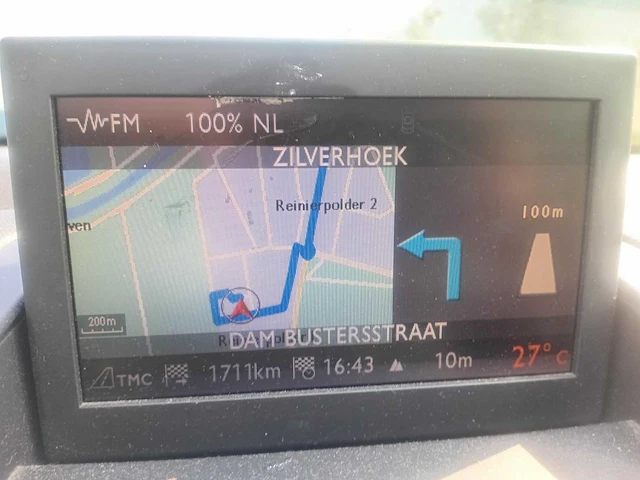 FM 100% NL
ZILVERHOEK
Reinierpolder 2
100m
ven
200m
DAM BUSTERSSTRAAT
TMC 1711km 16:43 10m 27° C